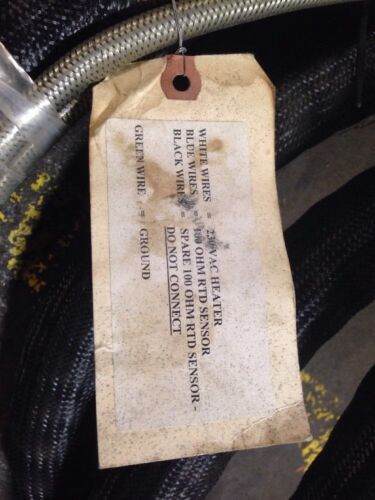 WHITE WIRES = 230VAC HEATER
BLUE WIRES = 100 OHM RTD SENSOR
BLACK WIRES = SPARE 100 OHM RTD SENSOR -
DO NOT CONNECT
GREEN WIRE = GROUND